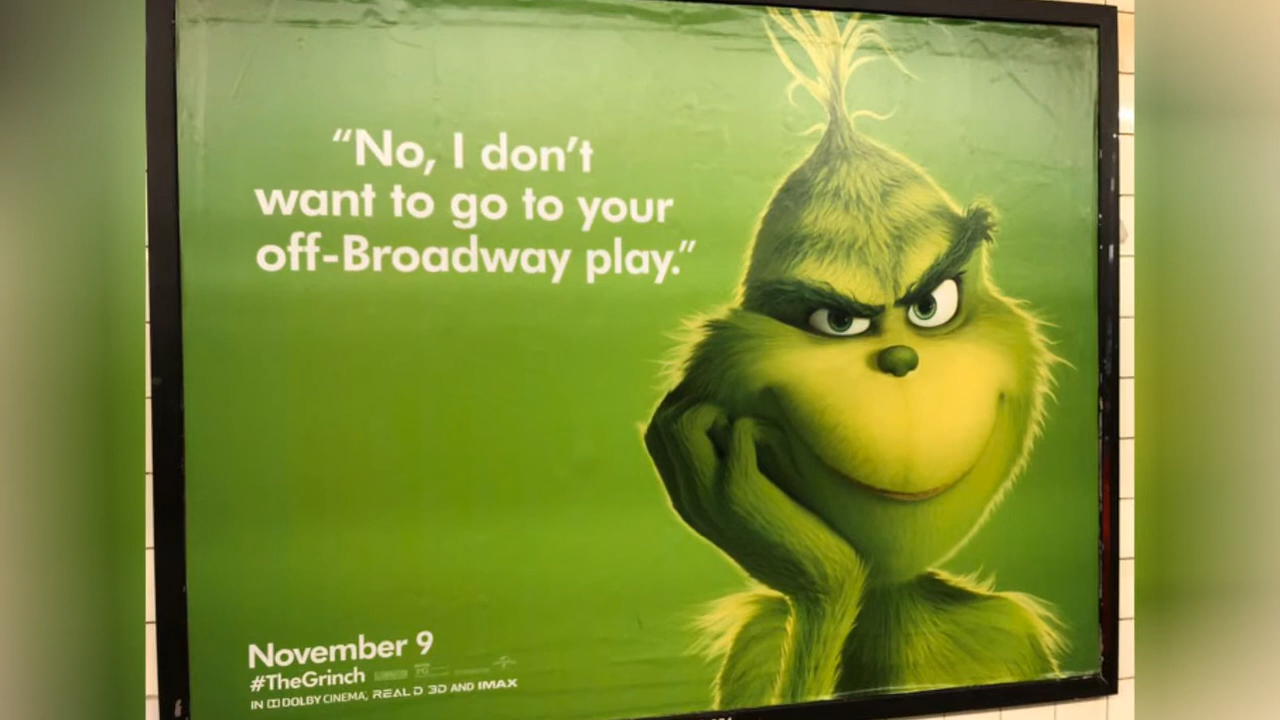 “No, I don’t
want to go to your
off-Broadway play.”
November 9
#TheGrinch
IN DOLBY CINEMA, REAL D 3D AND IMAX